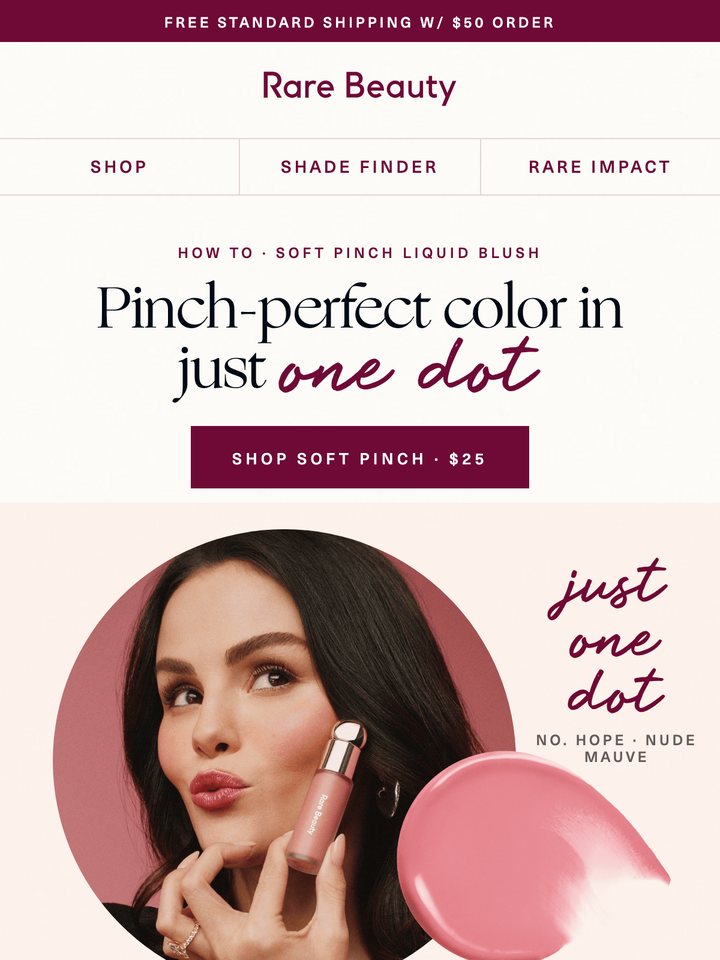 FREE STANDARD SHIPPING W/ $50 ORDER
Rare Beauty
SHOP
SHADE FINDER
RARE IMPACT
HOW TO · SOFT PINCH LIQUID BLUSH
Pinch-perfect color in
just one dot
SHOP SOFT PINCH · $25
just
one
dot
NO. HOPE · NUDE
MAUVE
Rare Beauty